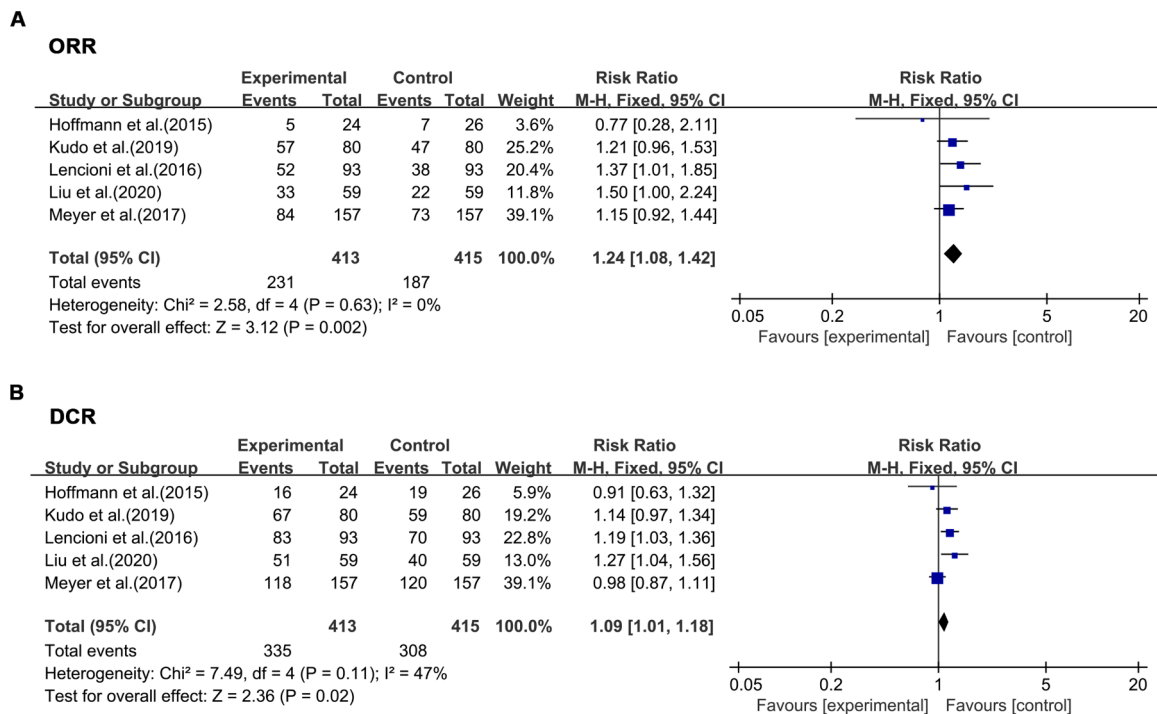 A
ORR
Experimental Control Risk Ratio Risk Ratio
Study or Subgroup Events Total Events Total Weight M-H, Fixed, 95% CI M-H, Fixed, 95% CI
Hoffmann et al.(2015) 5 24 7 26 3.6% 0.77 [0.28, 2.11]
Kudo et al.(2019) 57 80 47 80 25.2% 1.21 [0.96, 1.53]
Lencioni et al.(2016) 52 93 38 93 20.4% 1.37 [1.01, 1.85]
Liu et al.(2020) 33 59 22 59 11.8% 1.50 [1.00, 2.24]
Meyer et al.(2017) 84 157 73 157 39.1% 1.15 [0.92, 1.44]
Total (95% CI) 413 415 100.0% 1.24 [1.08, 1.42]
Total events 231 187
Heterogeneity: Chi² = 2.58, df = 4 (P = 0.63); I² = 0%
Test for overall effect: Z = 3.12 (P = 0.002)
0.05 0.2 1 5 20
Favours [experimental] Favours [control]
B
DCR
Experimental Control Risk Ratio Risk Ratio
Study or Subgroup Events Total Events Total Weight M-H, Fixed, 95% CI M-H, Fixed, 95% CI
Hoffmann et al.(2015) 16 24 19 26 5.9% 0.91 [0.63, 1.32]
Kudo et al.(2019) 67 80 59 80 19.2% 1.14 [0.97, 1.34]
Lencioni et al.(2016) 83 93 70 93 22.8% 1.19 [1.03, 1.36]
Liu et al.(2020) 51 59 40 59 13.0% 1.27 [1.04, 1.56]
Meyer et al.(2017) 118 157 120 157 39.1% 0.98 [0.87, 1.11]
Total (95% CI) 413 415 100.0% 1.09 [1.01, 1.18]
Total events 335 308
Heterogeneity: Chi² = 7.49, df = 4 (P = 0.11); I² = 47%
Test for overall effect: Z = 2.36 (P = 0.02)
0.05 0.2 1 5 20
Favours [experimental] Favours [control]